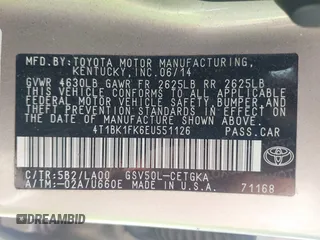 MFD.BY: TOYOTA MOTOR MANUFACTURING,
KENTUCKY, INC. 06/14
GVWR 4630LB GAWR FR 2625LB RR 2625LB
THIS VEHICLE CONFORMS TO ALL APPLICABLE
FEDERAL MOTOR VEHICLE SAFETY, BUMPER, AND
THEFT PREVENTION STANDARDS IN EFFECT ON
THE DATE OF MANUFACTURE SHOWN ABOVE.
4T1BK1FK6EU551126 PASS.CAR
C/TR: 5B2/LA00 GSV50L-CETGKA
A/TM: -02A/U660E MADE IN U.S.A.
71168
TOYOTA